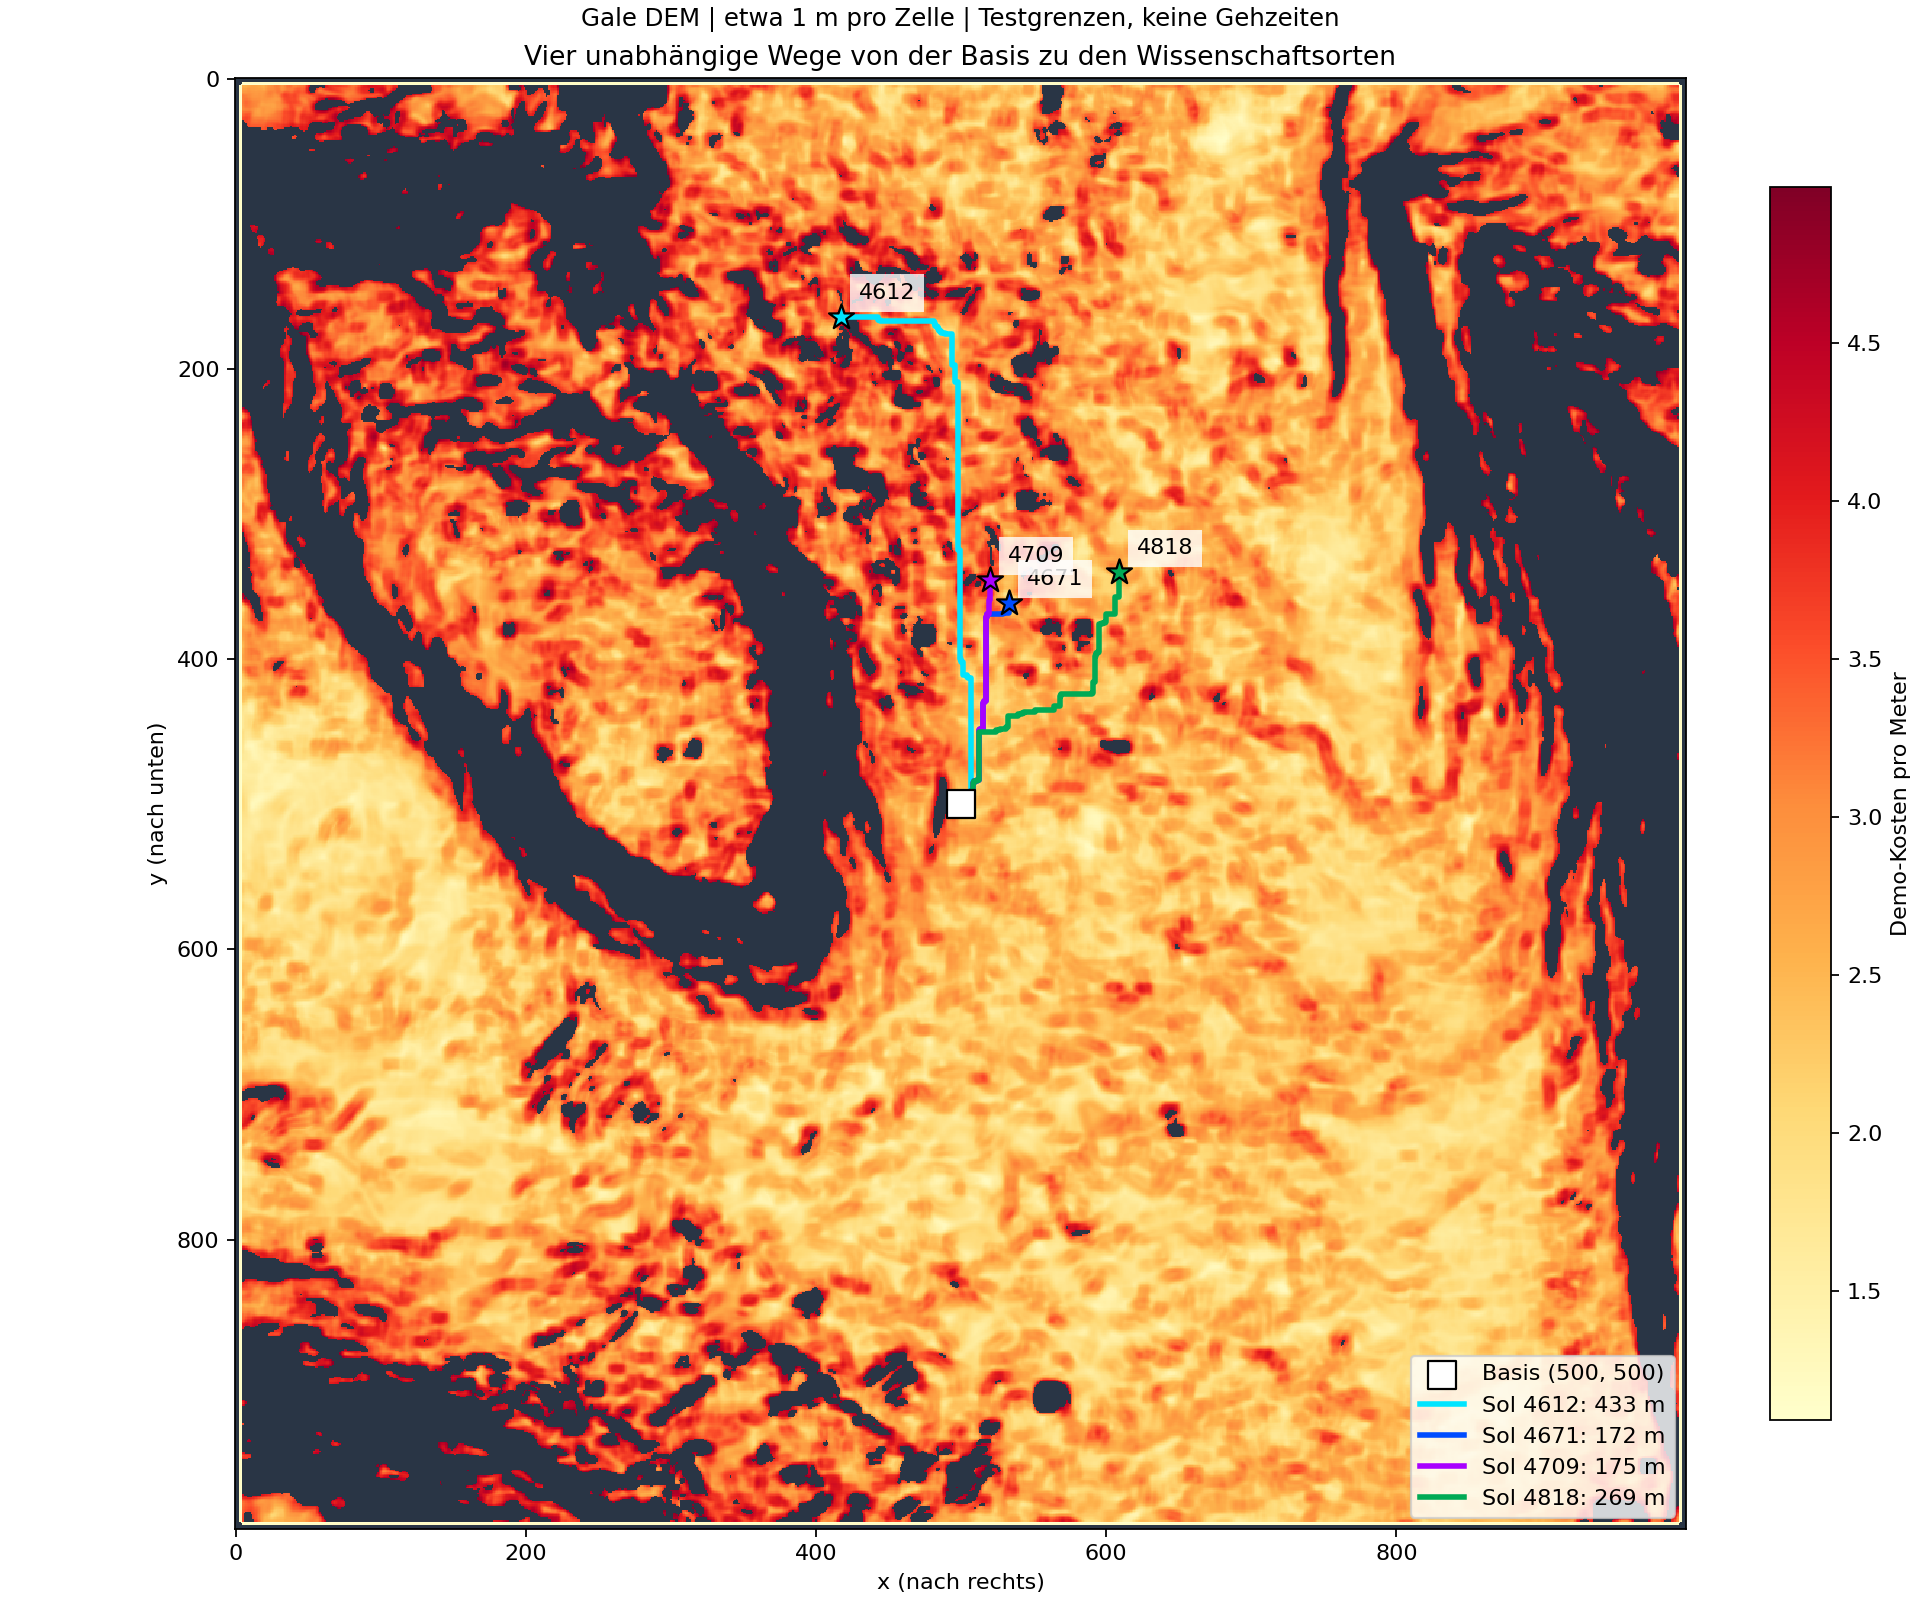 Gale DEM | etwa 1 m pro Zelle | Testgrenzen, keine Gehzeiten
Vier unabhängige Wege von der Basis zu den Wissenschaftsorten
0
200
400
600
800
y (nach unten)
4612
4709
4671
4818
Basis (500, 500)
Sol 4612: 433 m
Sol 4671: 172 m
Sol 4709: 175 m
Sol 4818: 269 m
0
200
400
600
800
x (nach rechts)
4.5
4.0
3.5
3.0
2.5
2.0
1.5
Demo-Kosten pro Meter